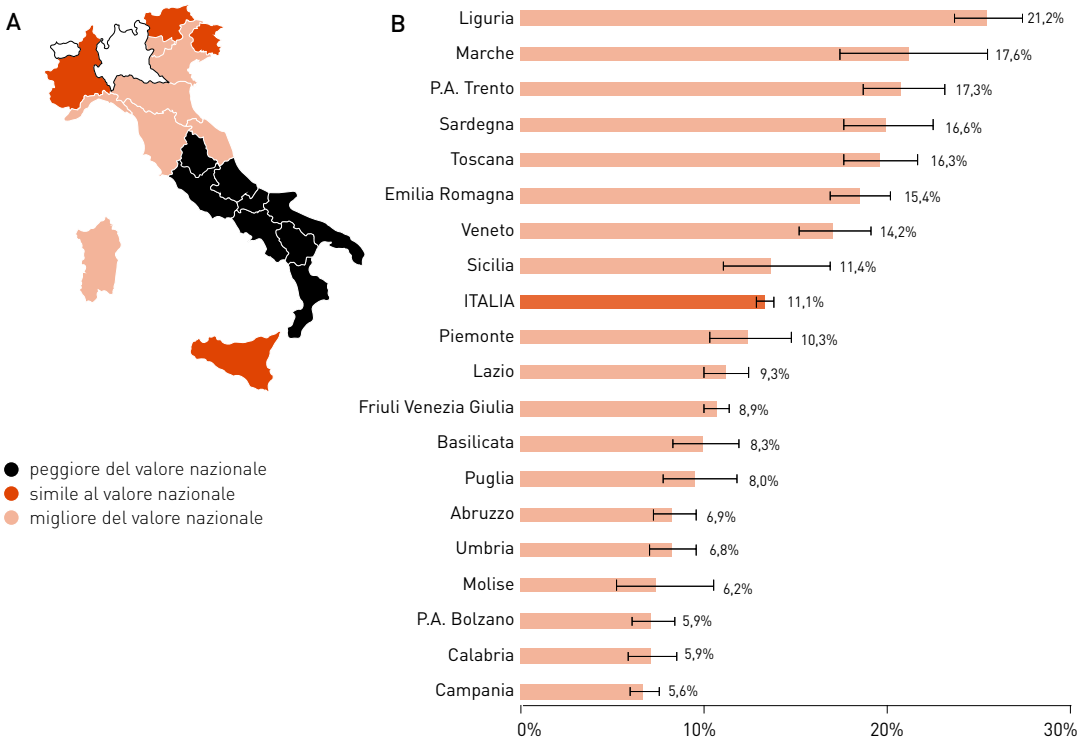 A
B
peggiore del valore nazionale
simile al valore nazionale
migliore del valore nazionale
Liguria 21,2%
Marche 17,6%
P.A. Trento 17,3%
Sardegna 16,6%
Toscana 16,3%
Emilia Romagna 15,4%
Veneto 14,2%
Sicilia 11,4%
ITALIA 11,1%
Piemonte 10,3%
Lazio 9,3%
Friuli Venezia Giulia 8,9%
Basilicata 8,3%
Puglia 8,0%
Abruzzo 6,9%
Umbria 6,8%
Molise 6,2%
P.A. Bolzano 5,9%
Calabria 5,9%
Campania 5,6%
0% 10% 20% 30%